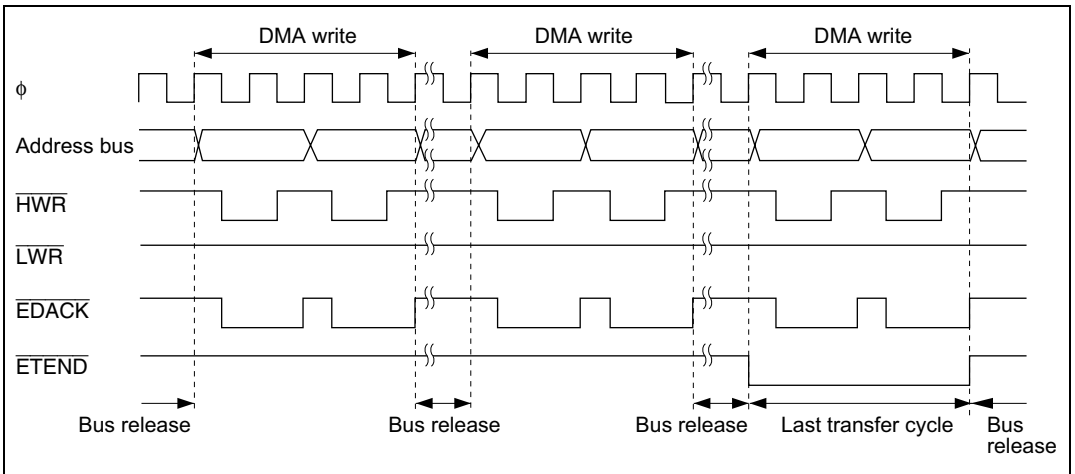 DMA write DMA write DMA write
ϕ
Address bus
HWR
LWR
EDACK
ETEND
Bus release Bus release Bus release Last transfer cycle Bus
release